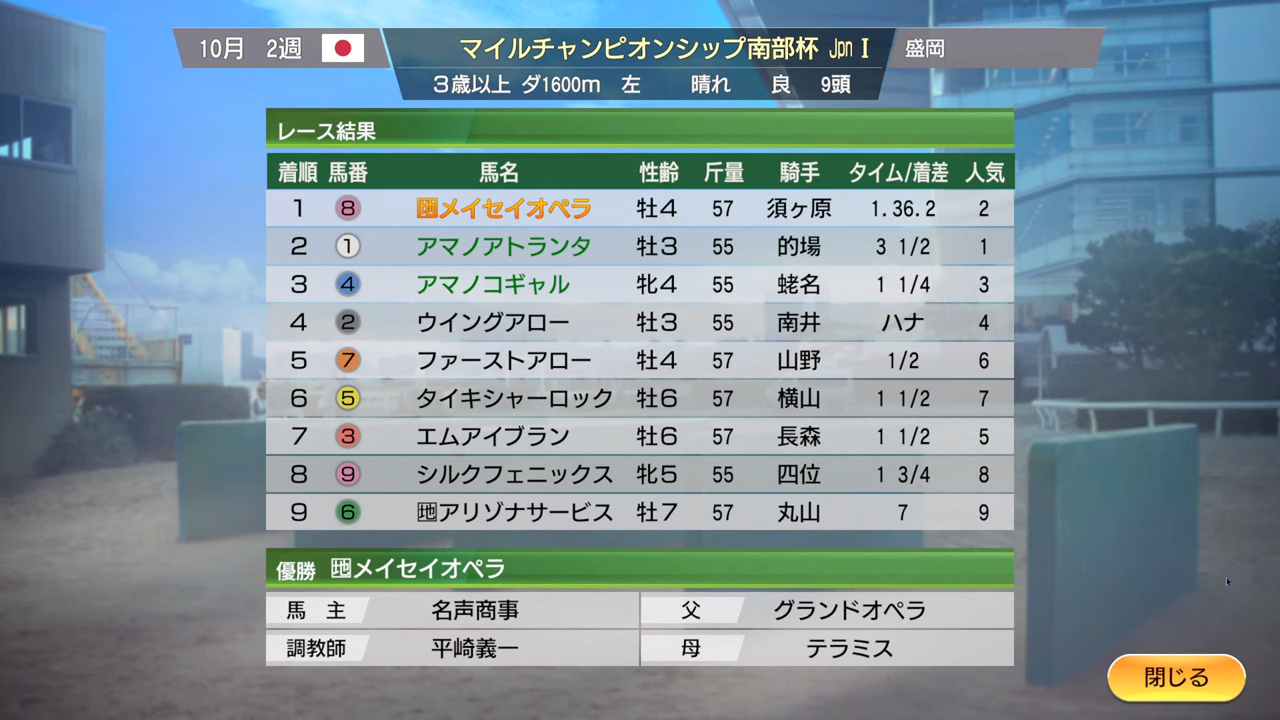 10月 2週 マイルチャンピオンシップ南部杯 JpnⅠ 盛岡
3歳以上 ダ1600m 左 晴れ 良 9頭
レース結果
着順 馬番 馬名 性齢 斤量 騎手 タイム/着差 人気
1 8 地メイセイオペラ 牡4 57 須ヶ原 1.36.2 2
2 1 アマノアトランタ 牡3 55 的場 3 1/2 1
3 4 アマノコギャル 牝4 55 蛯名 1 1/4 3
4 2 ウイングアロー 牡3 55 南井 ハナ 4
5 7 ファーストアロー 牡4 57 山野 1/2 6
6 5 タイキシャーロック 牡6 57 横山 1 1/2 7
7 3 エムアイブラン 牡6 57 長森 1 1/2 5
8 9 シルクフェニックス 牝5 55 四位 1 3/4 8
9 6 地アリゾナサービス 牡7 57 丸山 7 9
優勝 地メイセイオペラ
馬主 名声商事 父 グランドオペラ
調教師 平崎義一 母 テラミス
閉じる